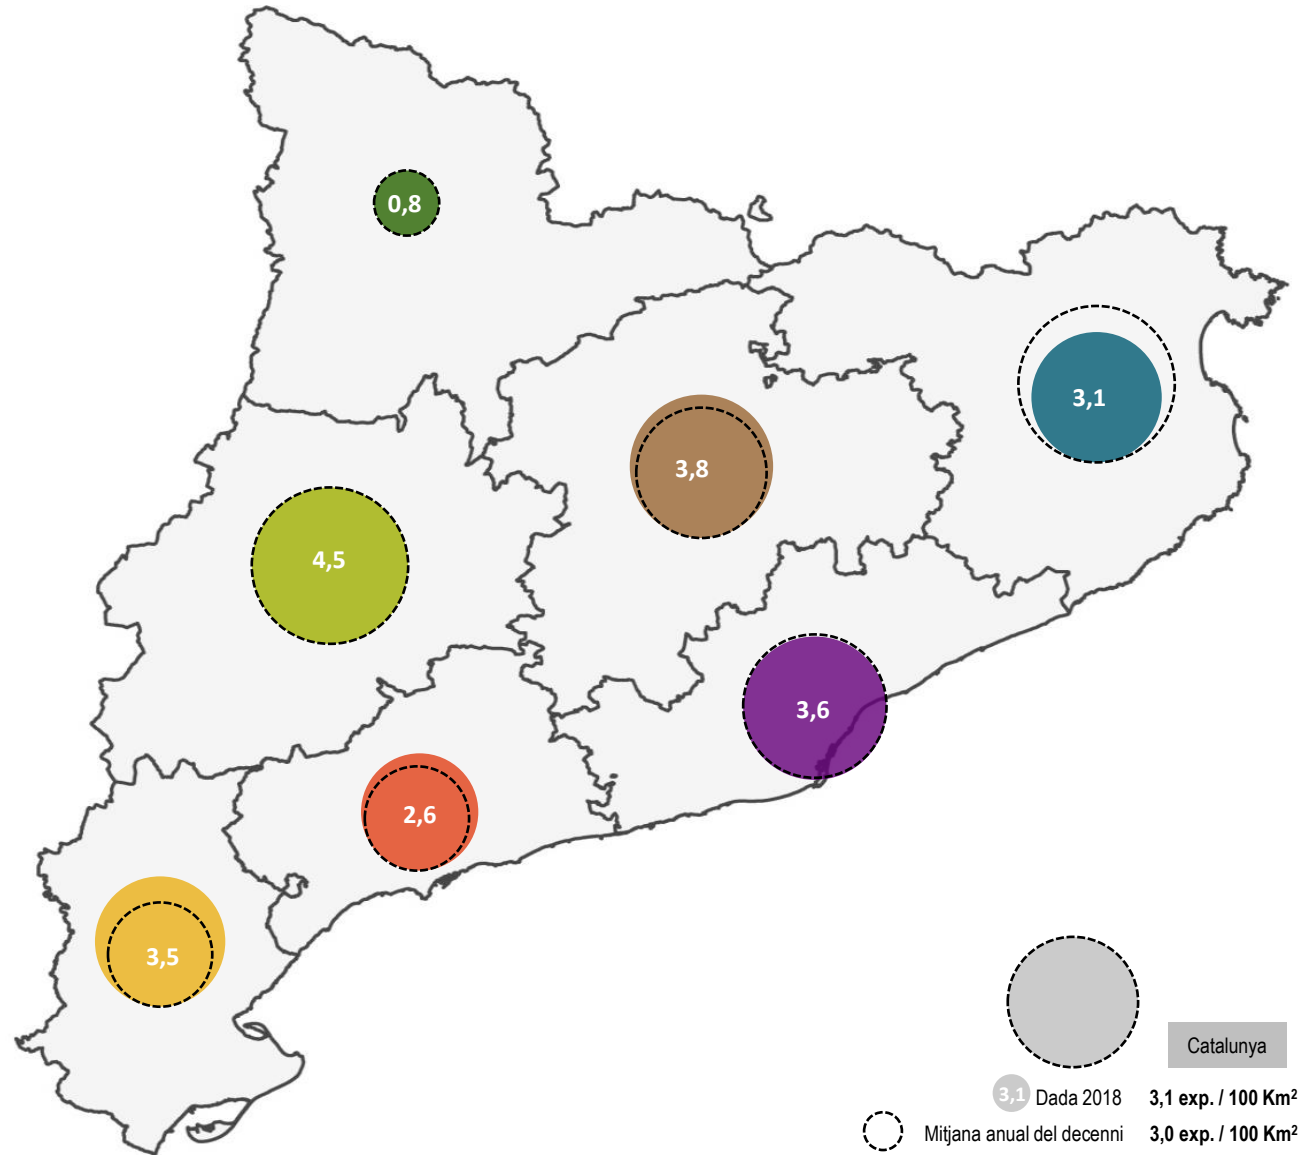 0,8
3,1
3,8
4,5
3,6
2,6
3,5
Catalunya
3,1 Dada 2018 3,1 exp. / 100 Km²
Mitjana anual del decenni 3,0 exp. / 100 Km²